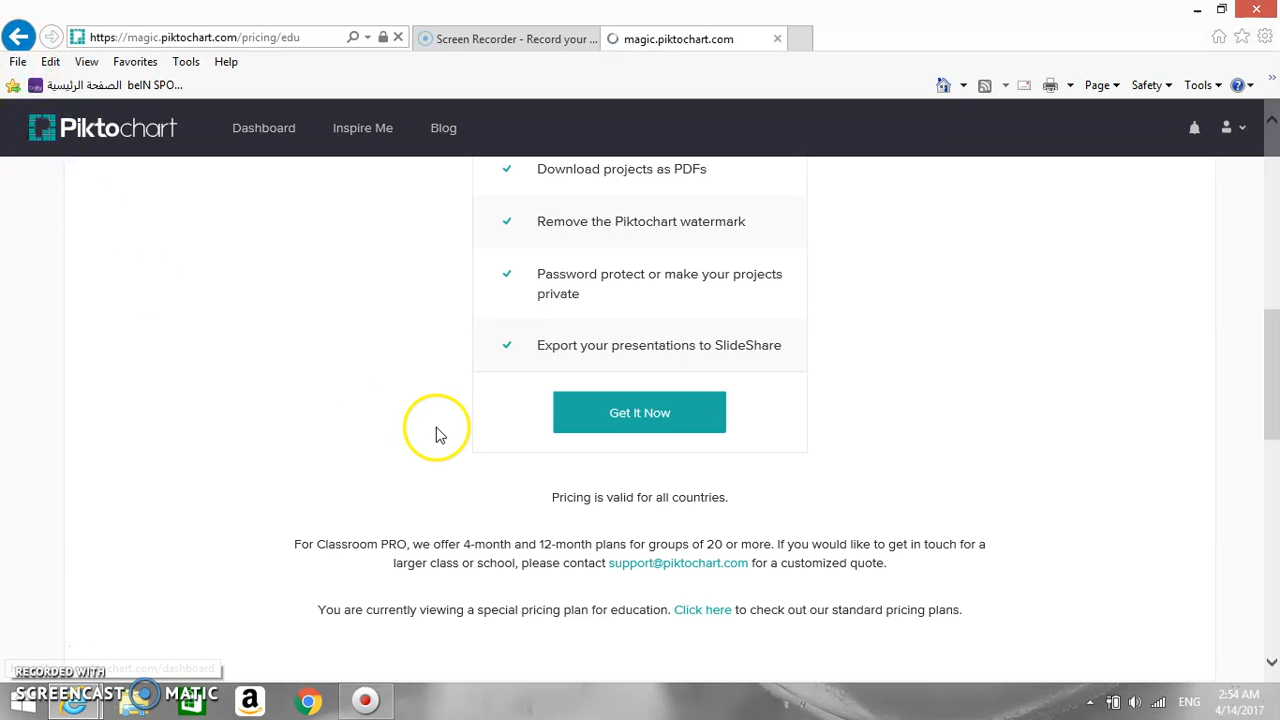 https://magic.piktochart.com/pricing/edu
Screen Recorder - Record your ...
magic.piktochart.com
File Edit View Favorites Tools Help
الصفحة الرئيسية beIN SPO...
Page Safety Tools
Piktochart Dashboard Inspire Me Blog
Download projects as PDFs
Remove the Piktochart watermark
Password protect or make your projects
private
Export your presentations to SlideShare
Get It Now
Pricing is valid for all countries.
For Classroom PRO, we offer 4-month and 12-month plans for groups of 20 or more. If you would like to get in touch for a
larger class or school, please contact support@piktochart.com for a customized quote.
You are currently viewing a special pricing plan for education. Click here to check out our standard pricing plans.
RECORDED WITH
SCREENCAST MATIC
ENG
2:54 AM
4/14/2017